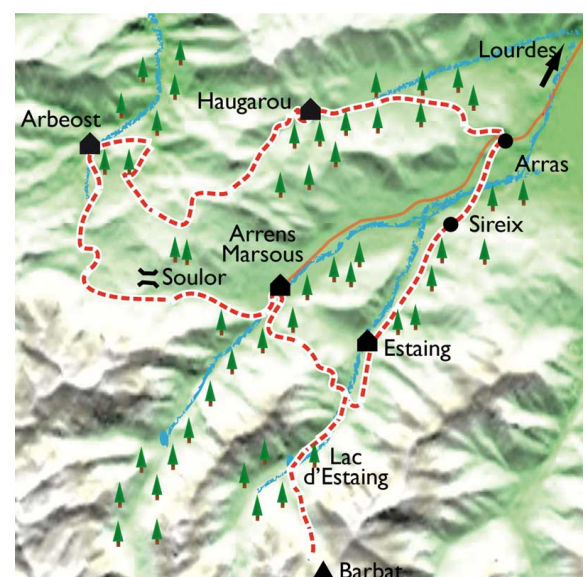 Lourdes
Haugarou
Arbeost
Arras
Sireix
Arrens
Marsous
Soulor
Estaing
Lac
d'Estaing
Barbat